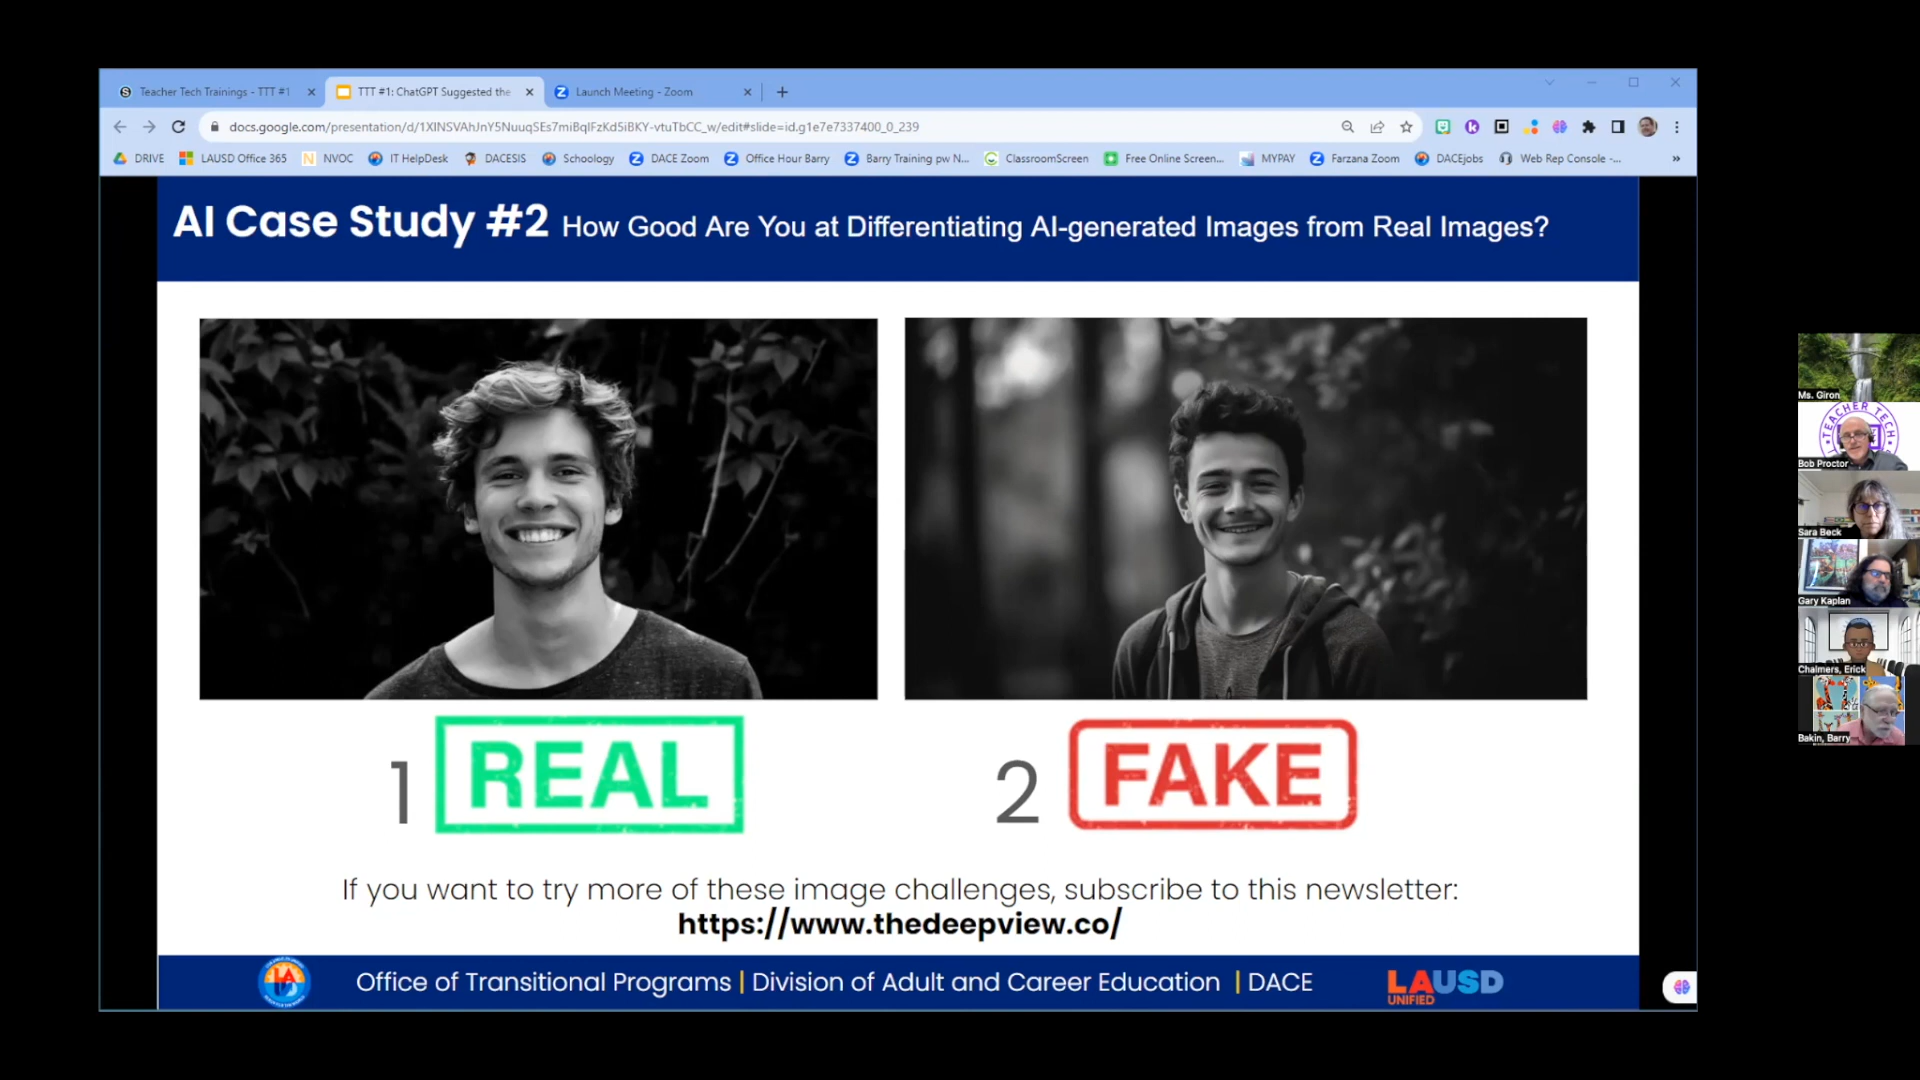 Teacher Tech Trainings - TTT #1
TTT #1: ChatGPT Suggested the
Launch Meeting - Zoom
docs.google.com/presentation/d/1XINSVAhJnY5NuuqSEs7miBqIFzKd5iBKY-vtuTbCC_w/edit#slide=id.g1e7e7337400_0_239
DRIVE LAUSD Office 365 NVOC IT HelpDesk DACESIS Schoology DACE Zoom Office Hour Barry Barry Training pw N... ClassroomScreen Free Online Screen... MYPAY Farzana Zoom DACEjobs Web Rep Console -... »
AI Case Study #2 How Good Are You at Differentiating AI-generated Images from Real Images?
1 REAL
2 FAKE
If you want to try more of these image challenges, subscribe to this newsletter:
https://www.thedeepview.co/
Office of Transitional Programs | Division of Adult and Career Education | DACE
LAUSD
UNIFIED
Ms. Giron
TEACHER TECH
Bob Proctor
Sara Beck
Gary Kaplan
Chalmers, Erick
Bakin, Barry